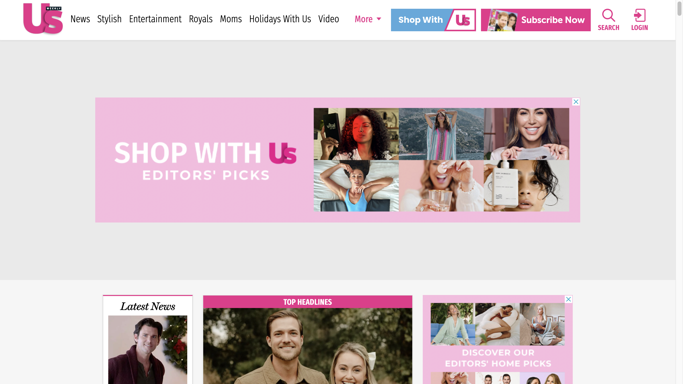 Us WEEKLY
News Stylish Entertainment Royals Moms Holidays With Us Video More
Shop With Us
Subscribe Now
SEARCH
LOGIN
SHOP WITH Us
EDITORS' PICKS
Latest News
TOP HEADLINES
DISCOVER OUR
EDITORS' HOME PICKS